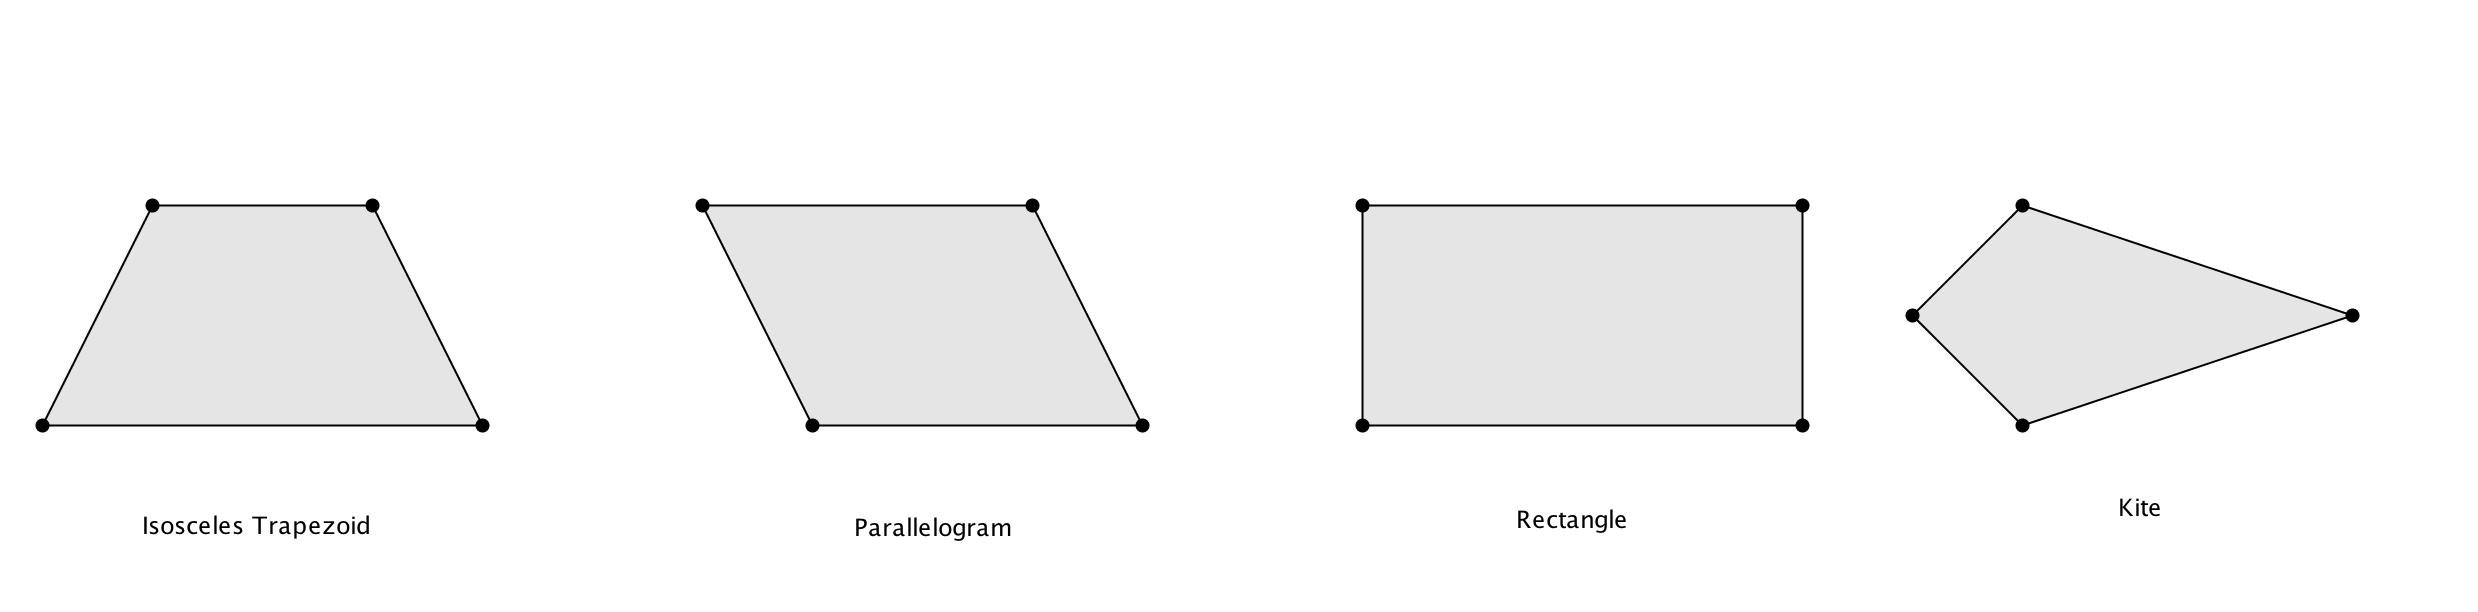 Isosceles Trapezoid
Parallelogram
Rectangle
Kite